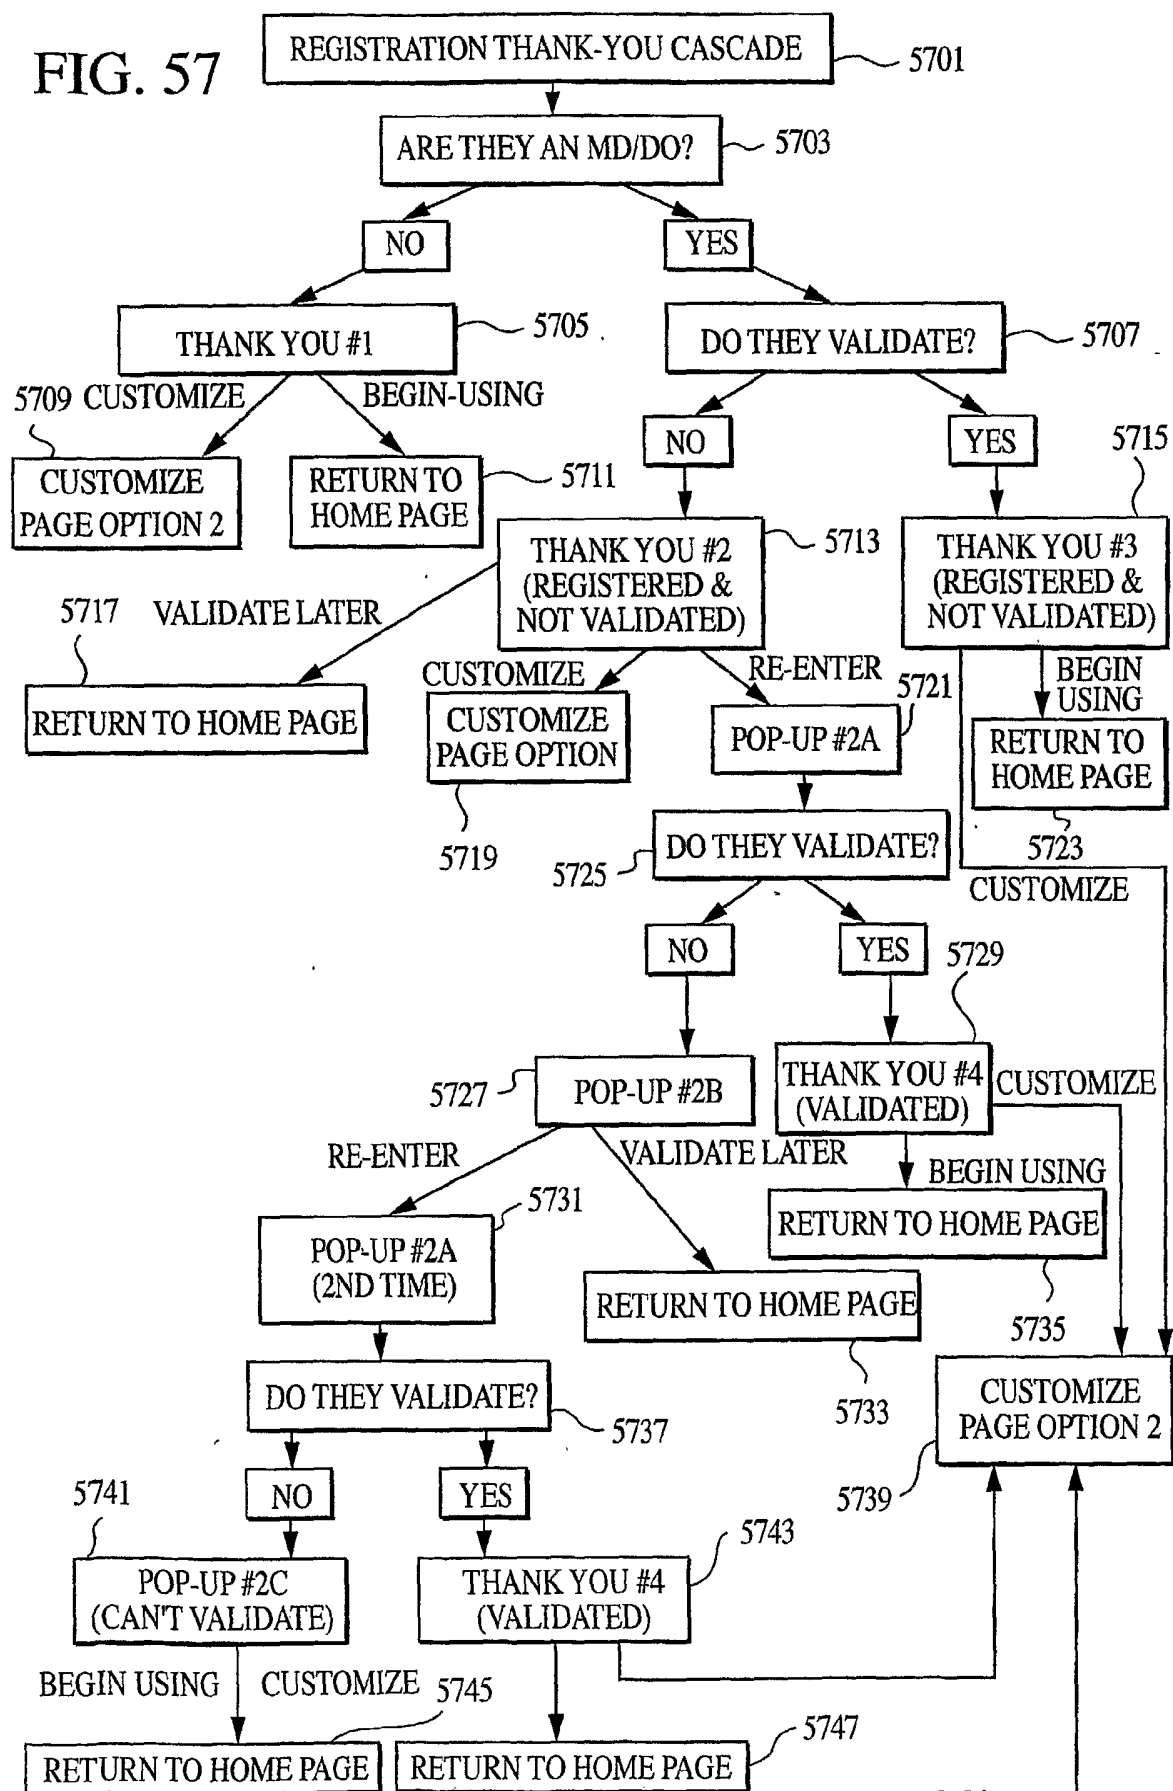 FIG. 57
REGISTRATION THANK-YOU CASCADE
5701
ARE THEY AN MD/DO?
5703
NO
YES
THANK YOU #1
5705
DO THEY VALIDATE?
5707
5709 CUSTOMIZE
BEGIN-USING
CUSTOMIZE
PAGE OPTION 2
RETURN TO
HOME PAGE
5711
NO
YES
5715
THANK YOU #2
(REGISTERED &
NOT VALIDATED)
5713
THANK YOU #3
(REGISTERED &
NOT VALIDATED)
5717
VALIDATE LATER
RETURN TO HOME PAGE
CUSTOMIZE
CUSTOMIZE
PAGE OPTION
5719
RE-ENTER
5721
POP-UP #2A
BEGIN
USING
RETURN TO
HOME PAGE
5723
CUSTOMIZE
DO THEY VALIDATE?
5725
NO
YES
5729
5727
POP-UP #2B
THANK YOU #4
(VALIDATED)
CUSTOMIZE
RE-ENTER
VALIDATE LATER
BEGIN USING
RETURN TO HOME PAGE
5735
5731
POP-UP #2A
(2ND TIME)
RETURN TO HOME PAGE
5733
DO THEY VALIDATE?
5737
CUSTOMIZE
PAGE OPTION 2
5739
NO
YES
5741
POP-UP #2C
(CAN'T VALIDATE)
5743
THANK YOU #4
(VALIDATED)
BEGIN USING
CUSTOMIZE
5745
RETURN TO HOME PAGE
RETURN TO HOME PAGE
5747